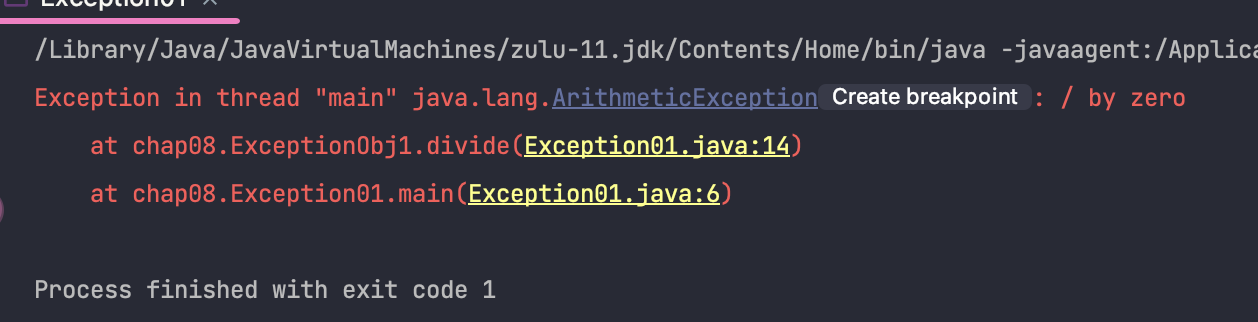 Exception01 ×
/Library/Java/JavaVirtualMachines/zulu-11.jdk/Contents/Home/bin/java -javaagent:/Applica
Exception in thread "main" java.lang.ArithmeticException Create breakpoint : / by zero
at chap08.ExceptionObj1.divide(Exception01.java:14)
at chap08.Exception01.main(Exception01.java:6)
Process finished with exit code 1